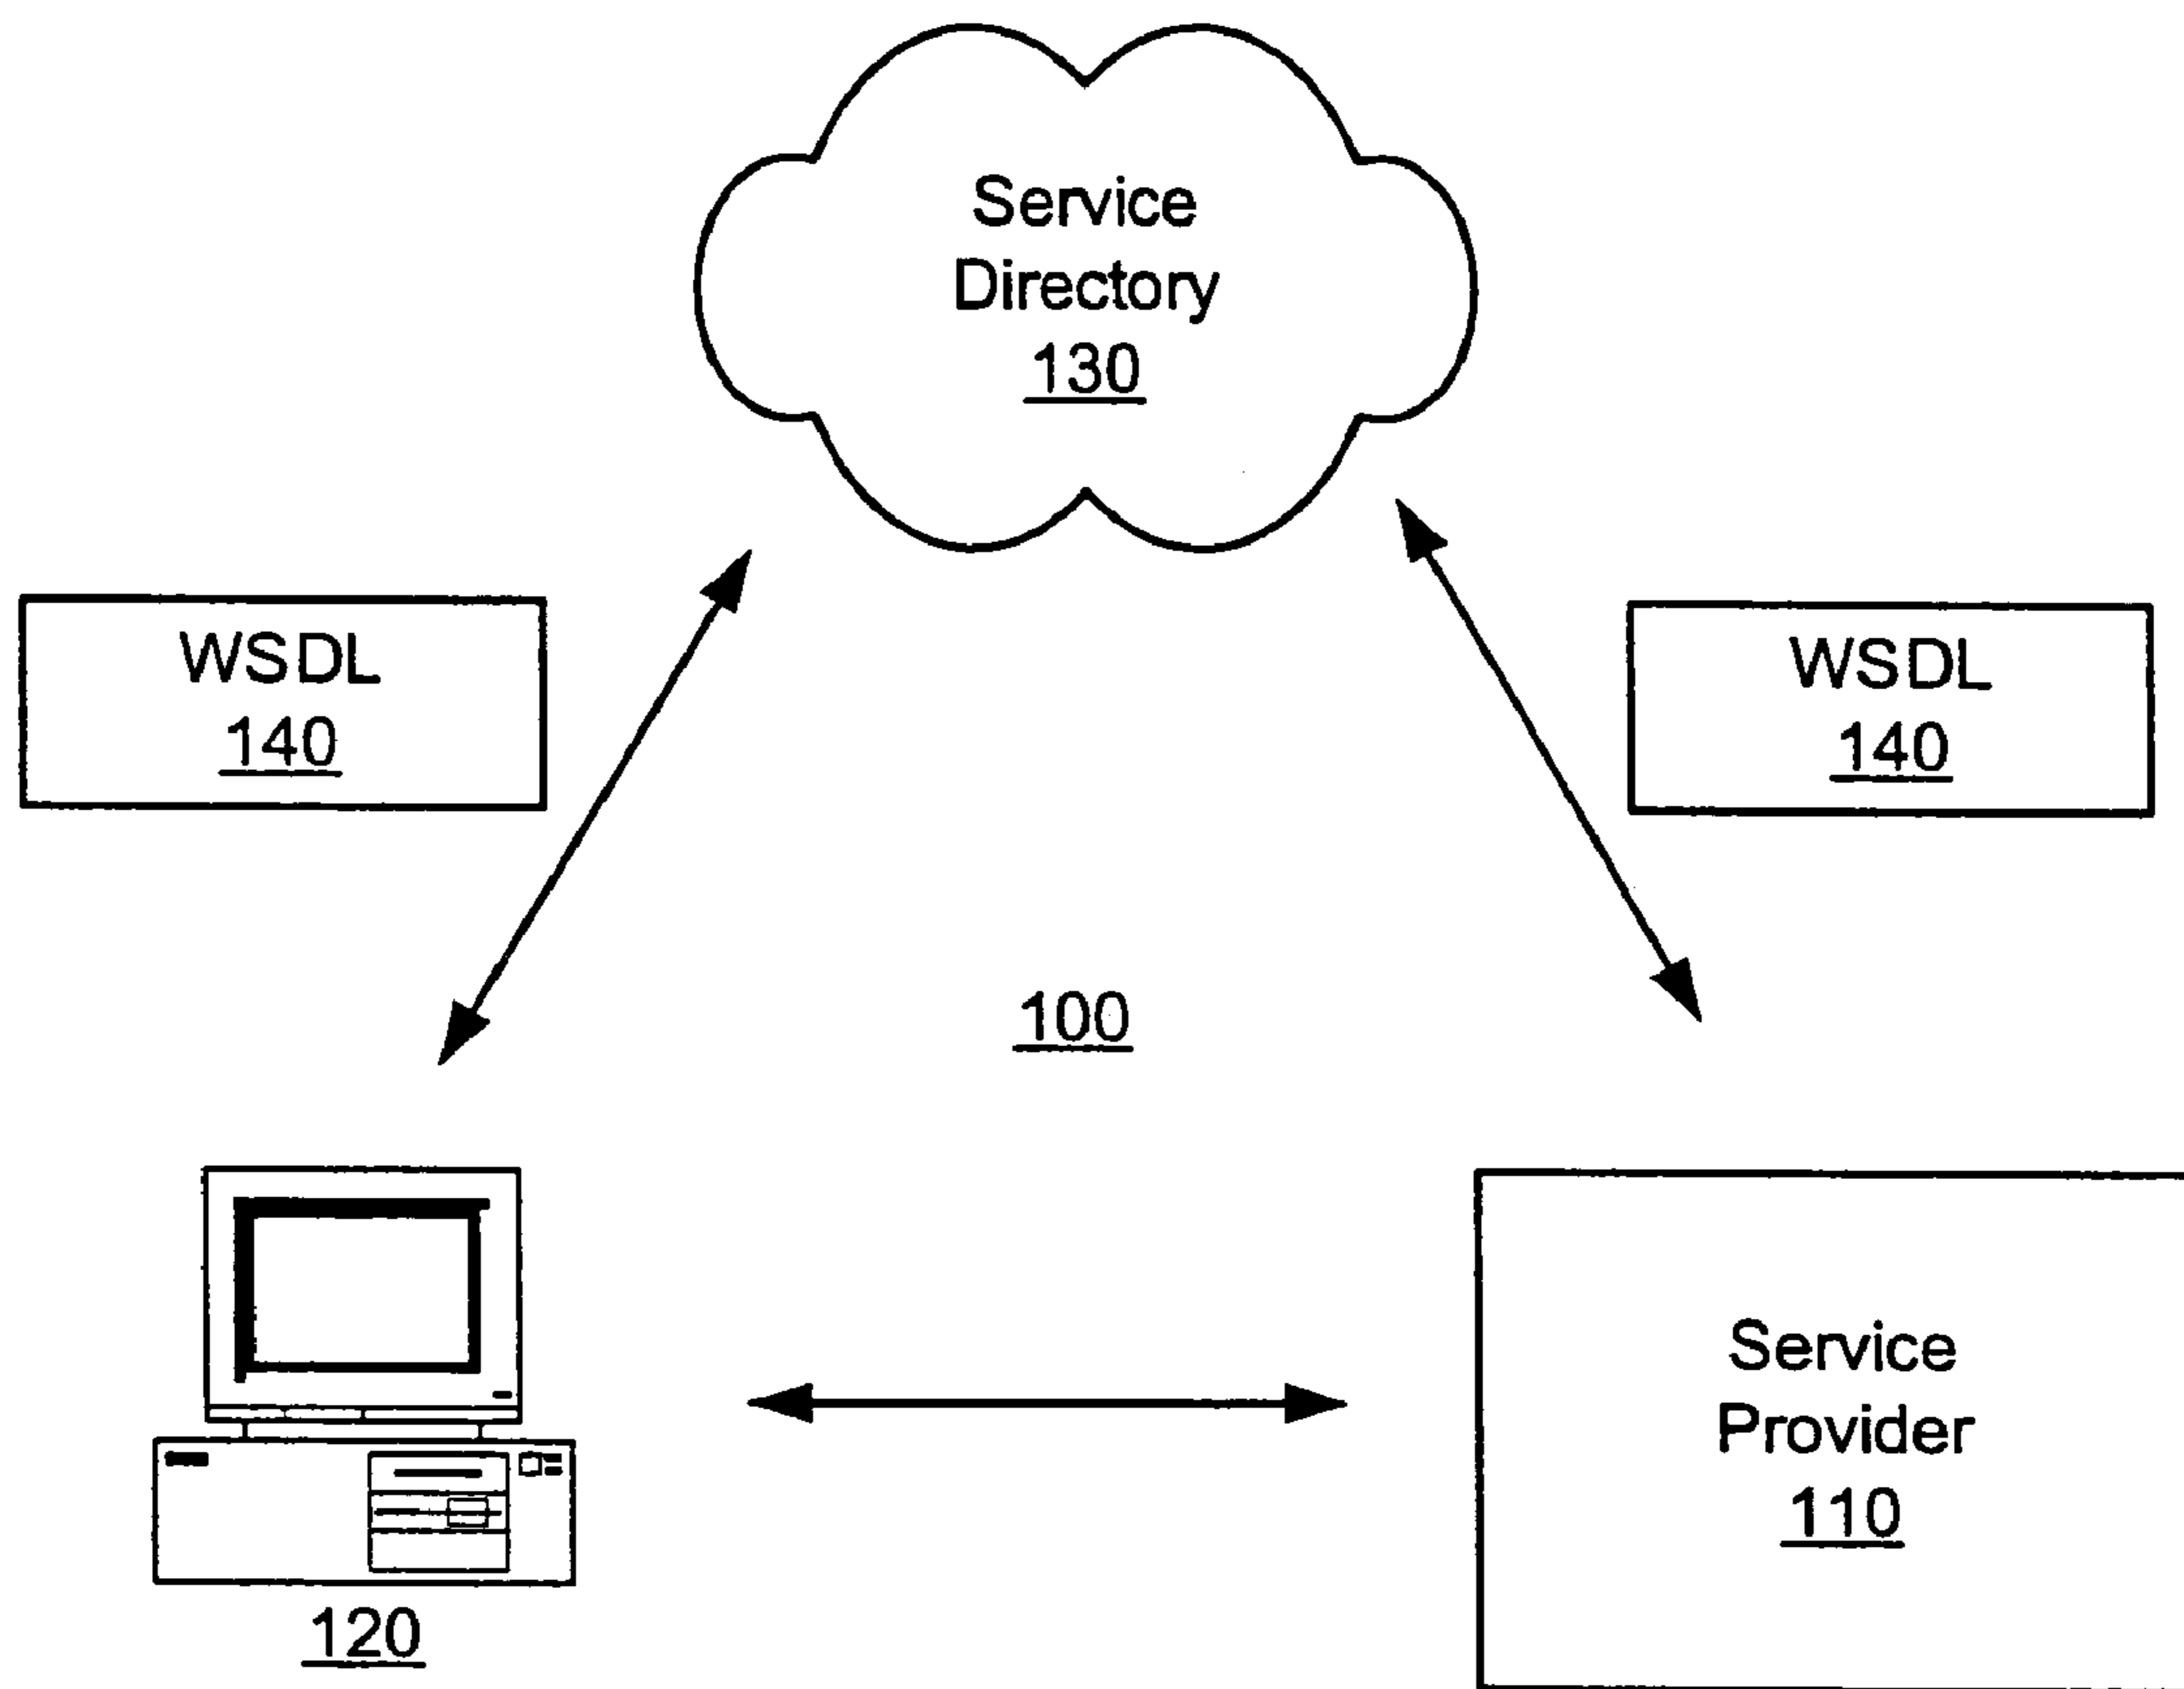 Service
Directory
130
WSDL
140
WSDL
140
100
Service
Provider
110
120